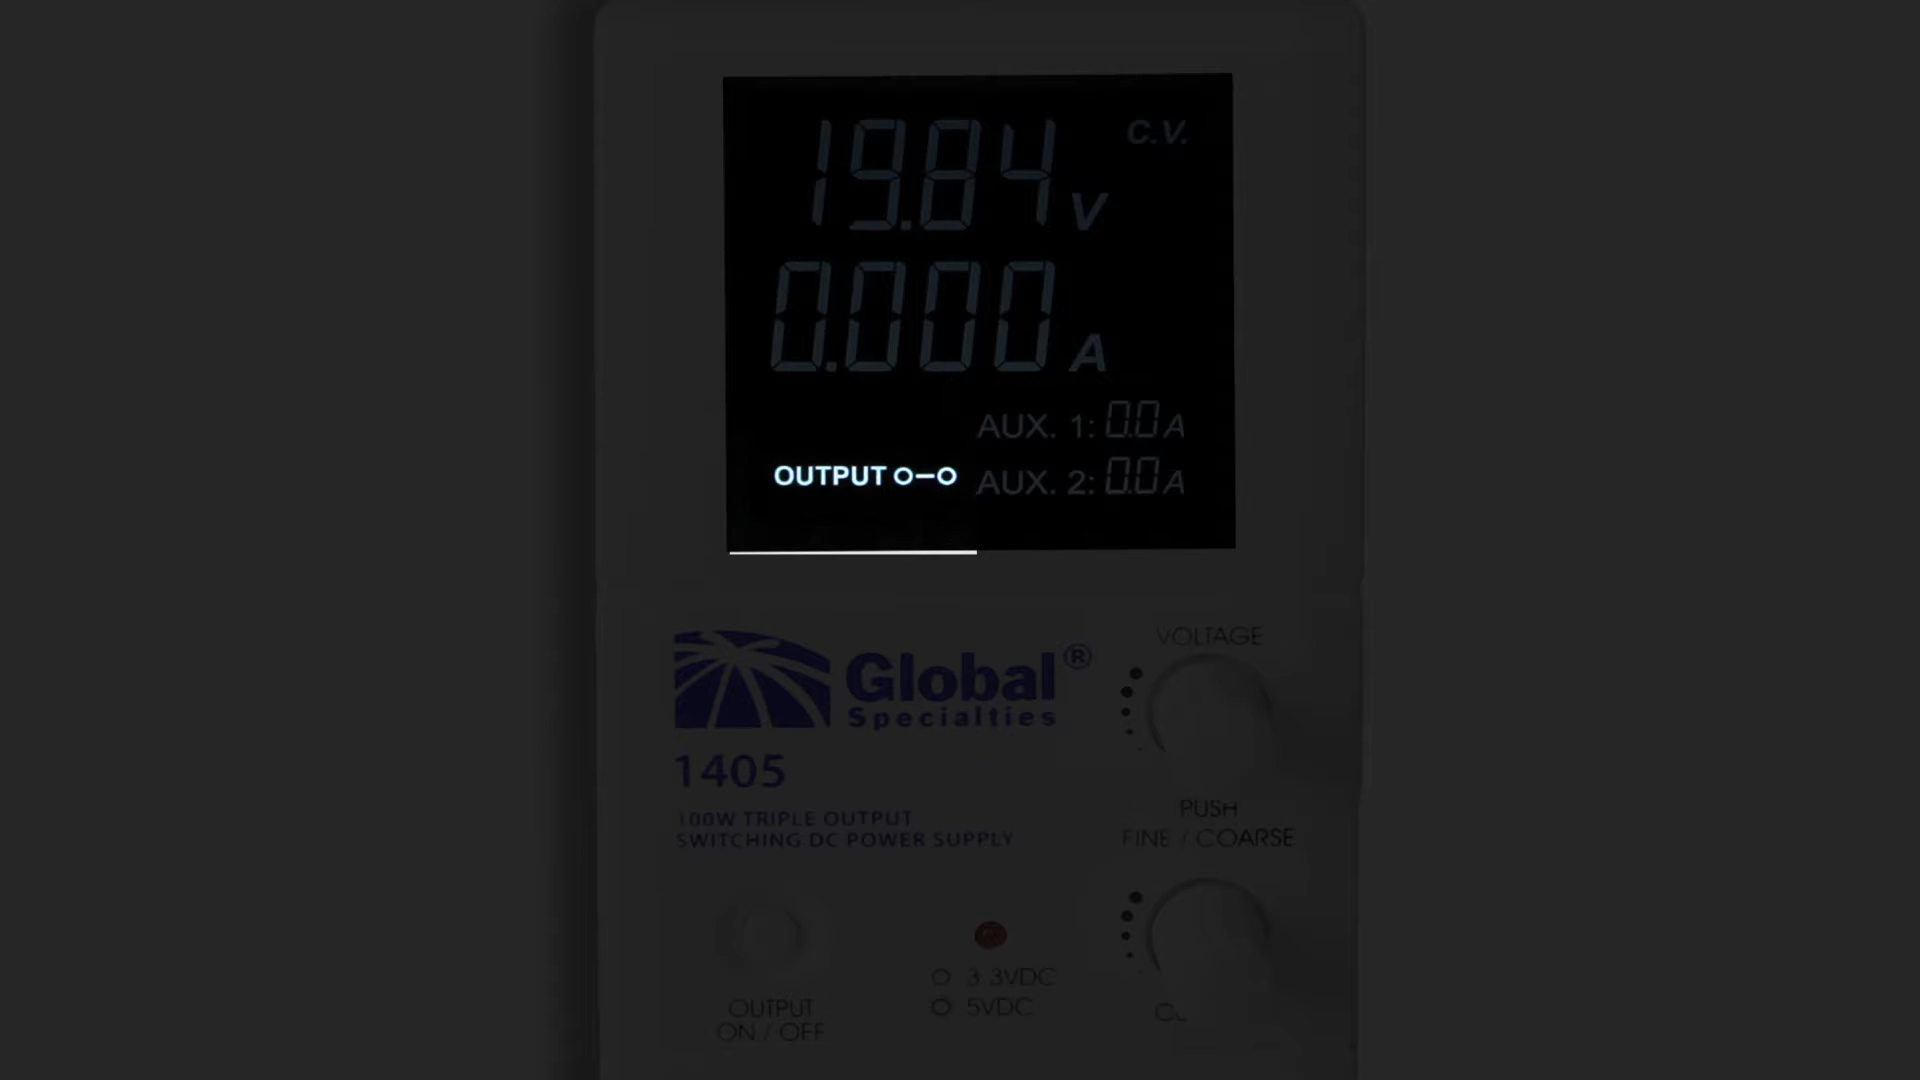 19.84 V C.V.
0.000 A
AUX. 1: 0.0 A
OUTPUT AUX. 2: 0.0 A
Global®
Specialties
1405
100W TRIPLE OUTPUT
SWITCHING DC POWER SUPPLY
VOLTAGE
PUSH
FINE / COARSE
3.3VDC
5VDC
OUTPUT
ON / OFF